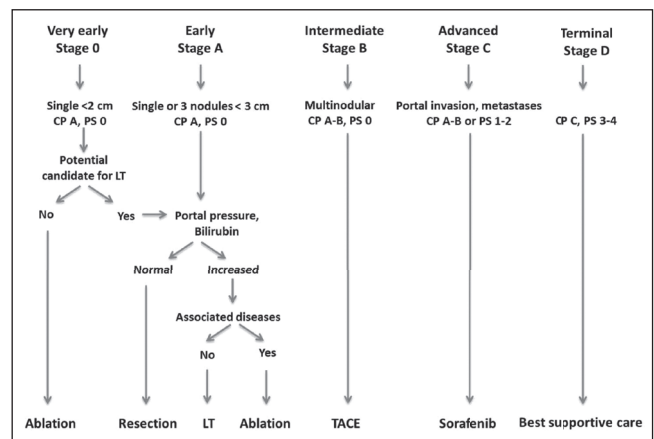 Very early
Stage 0
Early
Stage A
Intermediate
Stage B
Advanced
Stage C
Terminal
Stage D
Single <2 cm
CP A, PS 0
Single or 3 nodules < 3 cm
CP A, PS 0
Multinodular
CP A-B, PS 0
Portal invasion, metastases
CP A-B or PS 1-2
CP C, PS 3-4
Potential
candidate for LT
No
Yes
Portal pressure,
Bilirubin
Normal
Increased
Associated diseases
No
Yes
Ablation
Resection
LT
Ablation
TACE
Sorafenib
Best supportive care